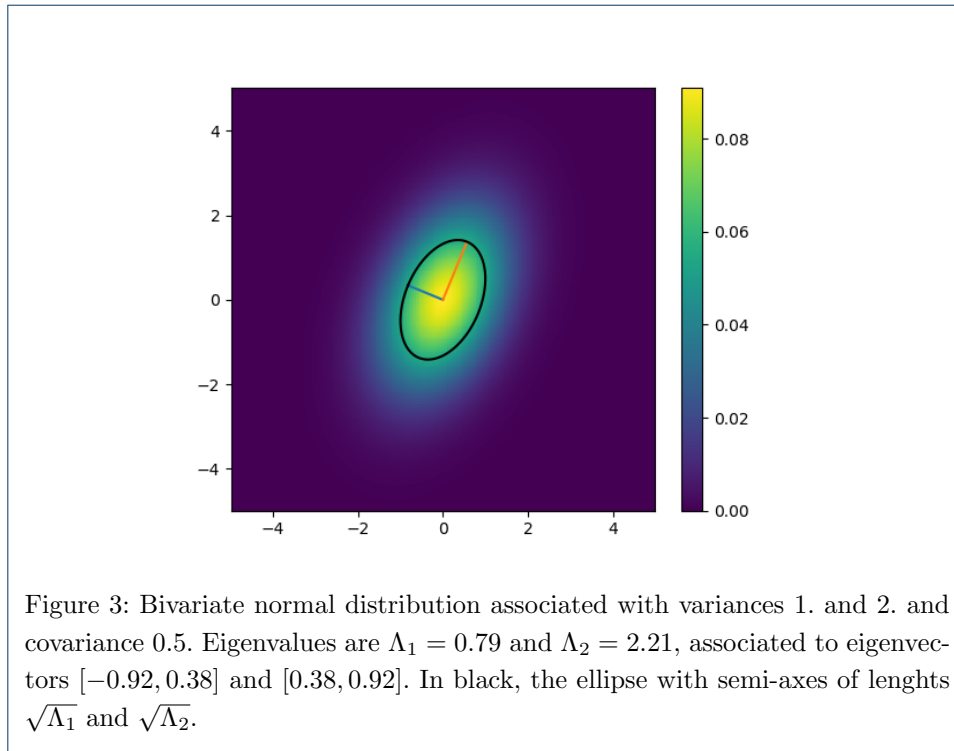 4
2
0
−2
−4
−4 −2 0 2 4
0.08
0.06
0.04
0.02
0.00
Figure 3: Bivariate normal distribution associated with variances 1. and 2. and
covariance 0.5. Eigenvalues are Λ₁ = 0.79 and Λ₂ = 2.21, associated to eigenvec-
tors [−0.92, 0.38] and [0.38, 0.92]. In black, the ellipse with semi-axes of lenghts
√Λ₁ and √Λ₂.